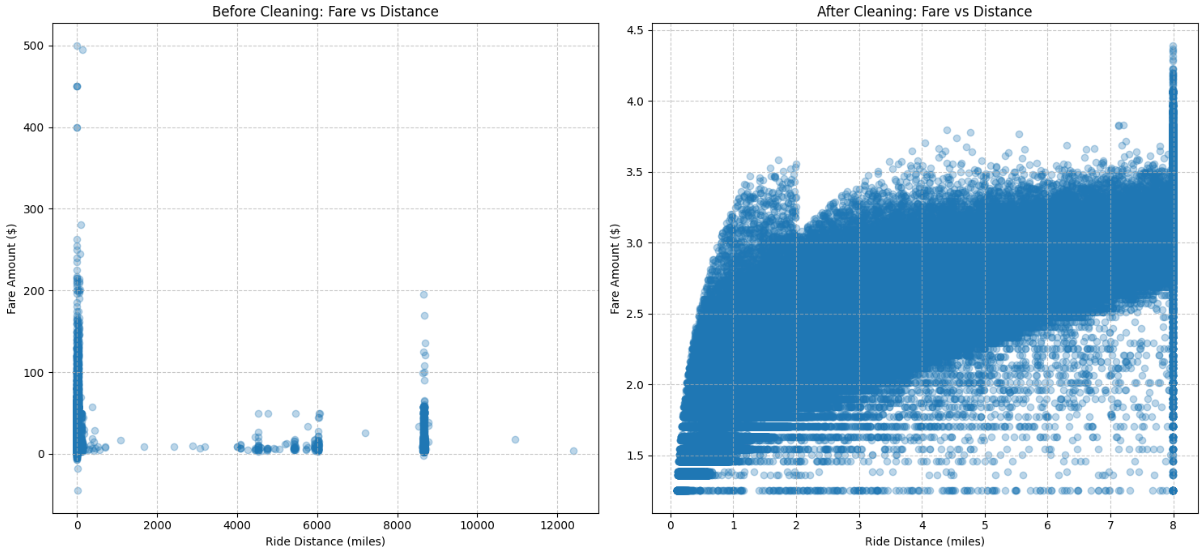 Before Cleaning: Fare vs Distance
Fare Amount ($)
500
400
300
200
100
0
0 2000 4000 6000 8000 10000 12000
Ride Distance (miles)
After Cleaning: Fare vs Distance
Fare Amount ($)
4.5
4.0
3.5
3.0
2.5
2.0
1.5
0 1 2 3 4 5 6 7 8
Ride Distance (miles)